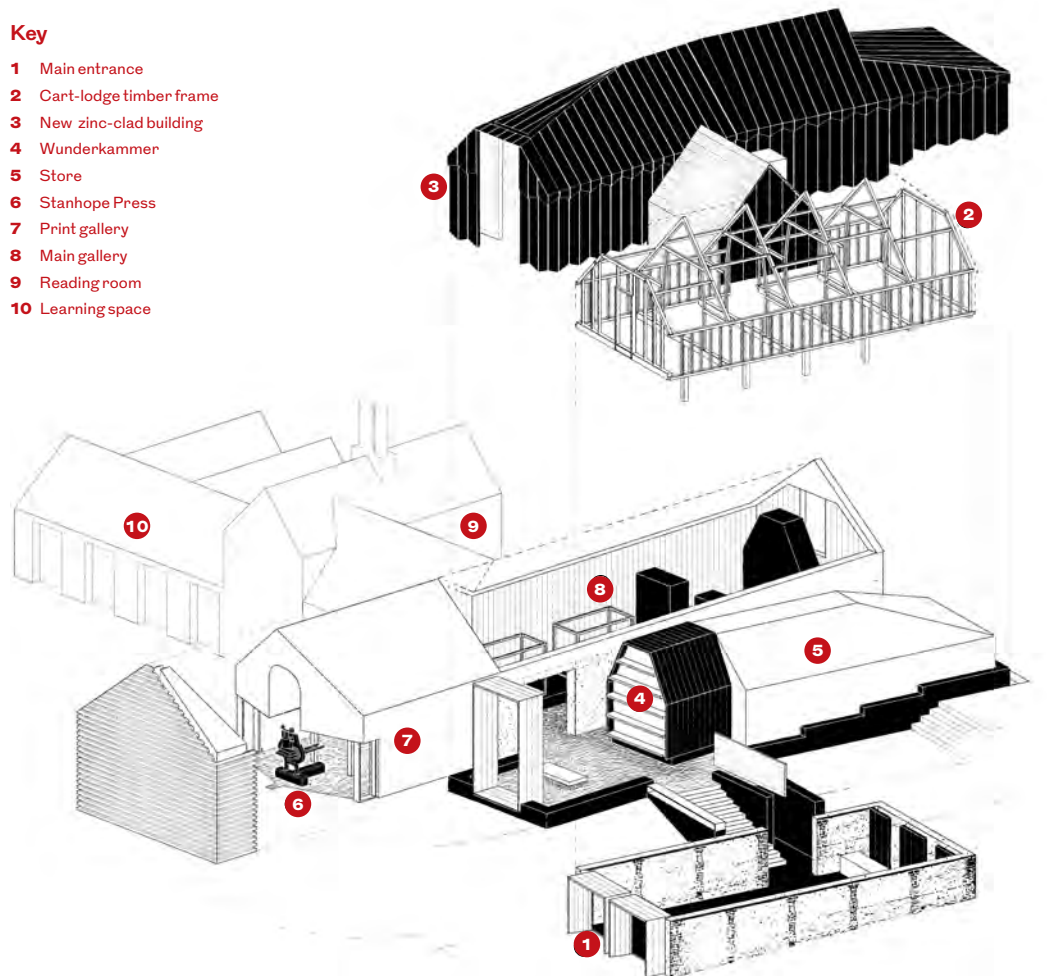 Key
1 Main entrance
2 Cart-lodge timber frame
3 New zinc-clad building
4 Wunderkammer
5 Store
6 Stanhope Press
7 Print gallery
8 Main gallery
9 Reading room
10 Learning space
3
2
10
9
8
5
4
7
6
1